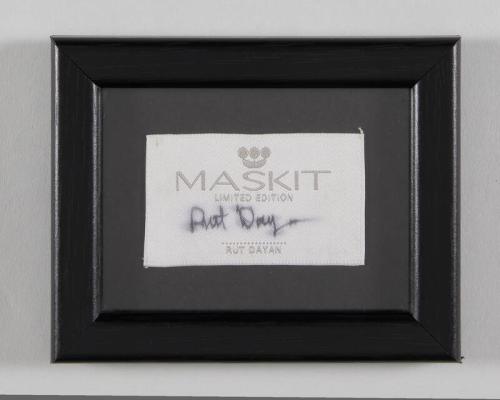 MASKIT
LIMITED EDITION
Rut Dayan
RUT DAYAN